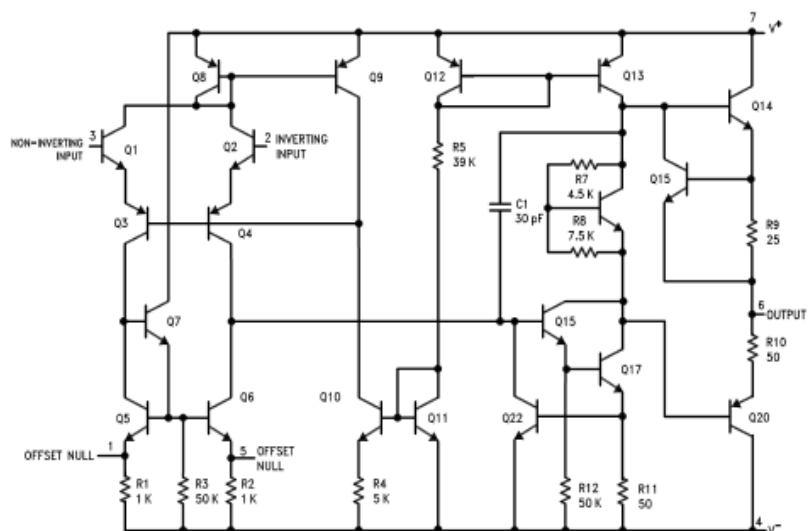 7
V+
Q8
Q9
Q12
Q13
Q14
3
NON-INVERTING
INPUT
Q1
Q2
2 INVERTING
INPUT
R5
39 K
R7
4.5 K
Q15
C1
30 pF
R8
7.5 K
Q3
Q4
R9
25
6
OUTPUT
Q7
Q15
R10
50
Q5
Q6
Q10
Q11
Q22
Q17
Q20
1
OFFSET NULL
5
OFFSET
NULL
R1
1 K
R3
50 K
R2
1 K
R4
5 K
R12
50 K
R11
50
4
V-